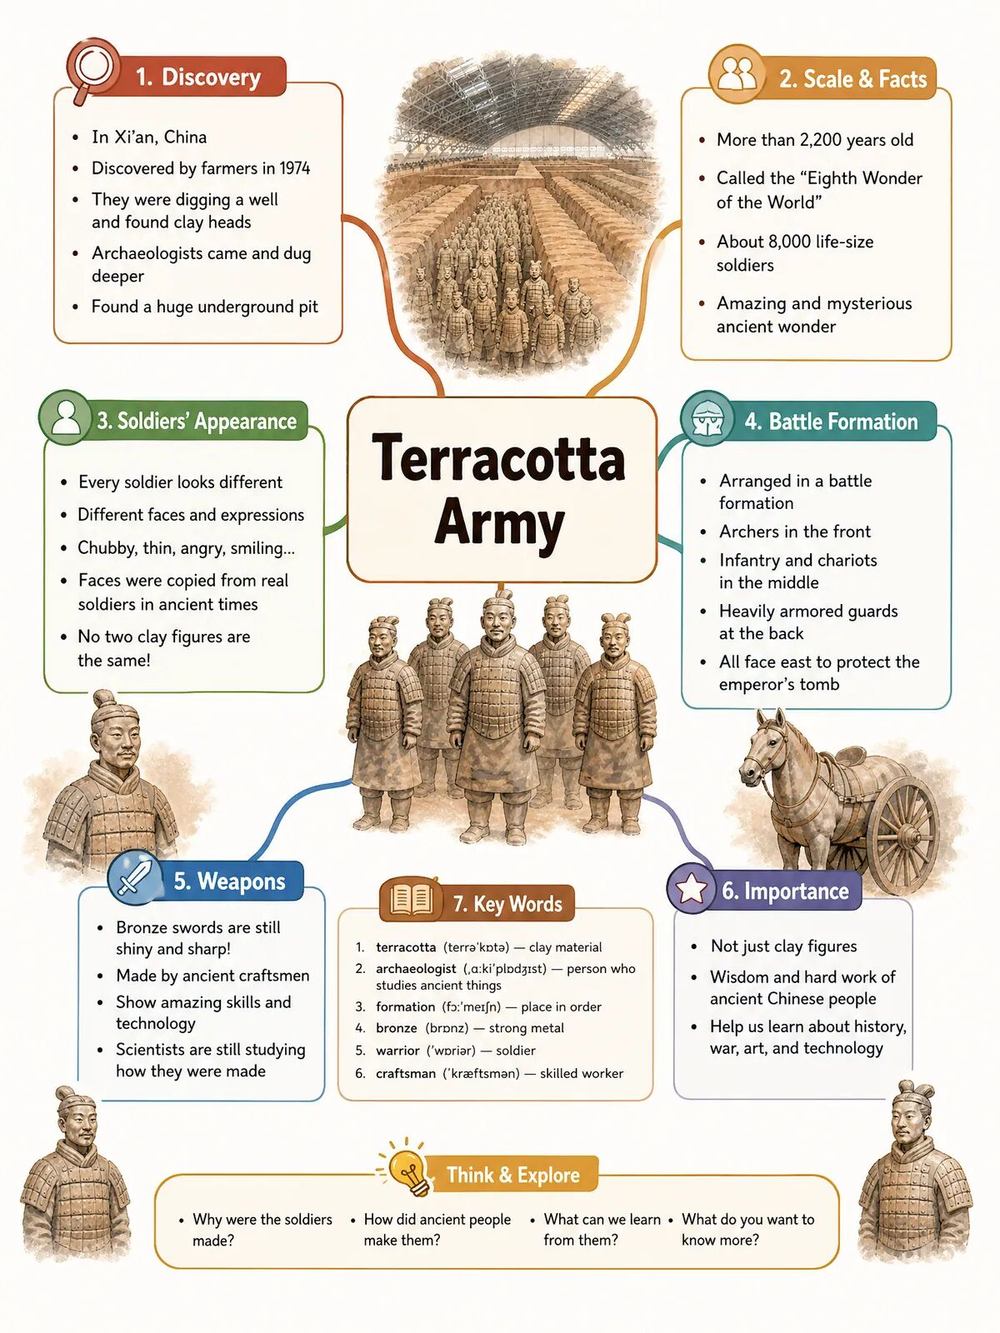 1. Discovery
• In Xi'an, China
• Discovered by farmers in 1974
• They were digging a well
and found clay heads
• Archaeologists came and dug
deeper
• Found a huge underground pit
2. Scale & Facts
• More than 2,200 years old
• Called the “Eighth Wonder
of the World”
• About 8,000 life-size
soldiers
• Amazing and mysterious
ancient wonder
Terracotta
Army
3. Soldiers' Appearance
• Every soldier looks different
• Different faces and expressions
• Chubby, thin, angry, smiling...
• Faces were copied from real
soldiers in ancient times
• No two clay figures are
the same!
4. Battle Formation
• Arranged in a battle
formation
• Archers in the front
• Infantry and chariots
in the middle
• Heavily armored guards
at the back
• All face east to protect the
emperor's tomb
5. Weapons
• Bronze swords are still
shiny and sharp!
• Made by ancient craftsmen
• Show amazing skills and
technology
• Scientists are still studying
how they were made
7. Key Words
1. terracotta (terrə'kɒtə) — clay material
2. archaeologist (ˌɑ:ki'plɒdʒɪst) — person who
studies ancient things
3. formation (fɔ:'meɪʃn) — place in order
4. bronze (brɒnz) — strong metal
5. warrior ('wɒriər) — soldier
6. craftsman ('kræftsmən) — skilled worker
6. Importance
• Not just clay figures
• Wisdom and hard work of
ancient Chinese people
• Help us learn about history,
war, art, and technology
Think & Explore
• Why were the soldiers
made?
• How did ancient people
make them?
• What can we learn
from them?
• What do you want to
know more?